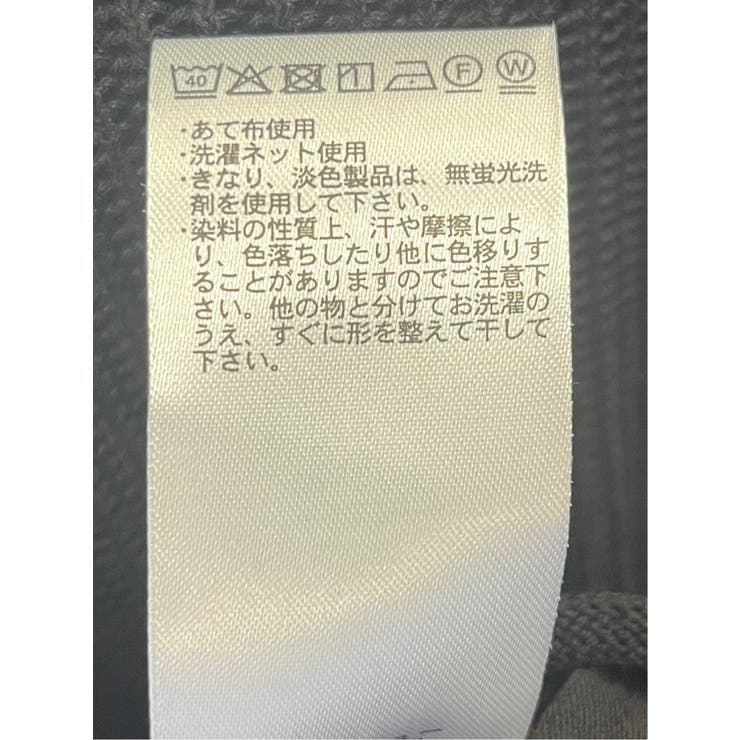 40 F W
・あて布使用
・洗濯ネット使用
・きなり、淡色製品は、無蛍光洗
剤を使用して下さい。
・染料の性質上、汗や摩擦によ
り、色落ちしたり他に色移りす
ることがありますのでご注意下
さい。他の物と分けてお洗濯の
うえ、すぐに形を整えて干して
下さい。